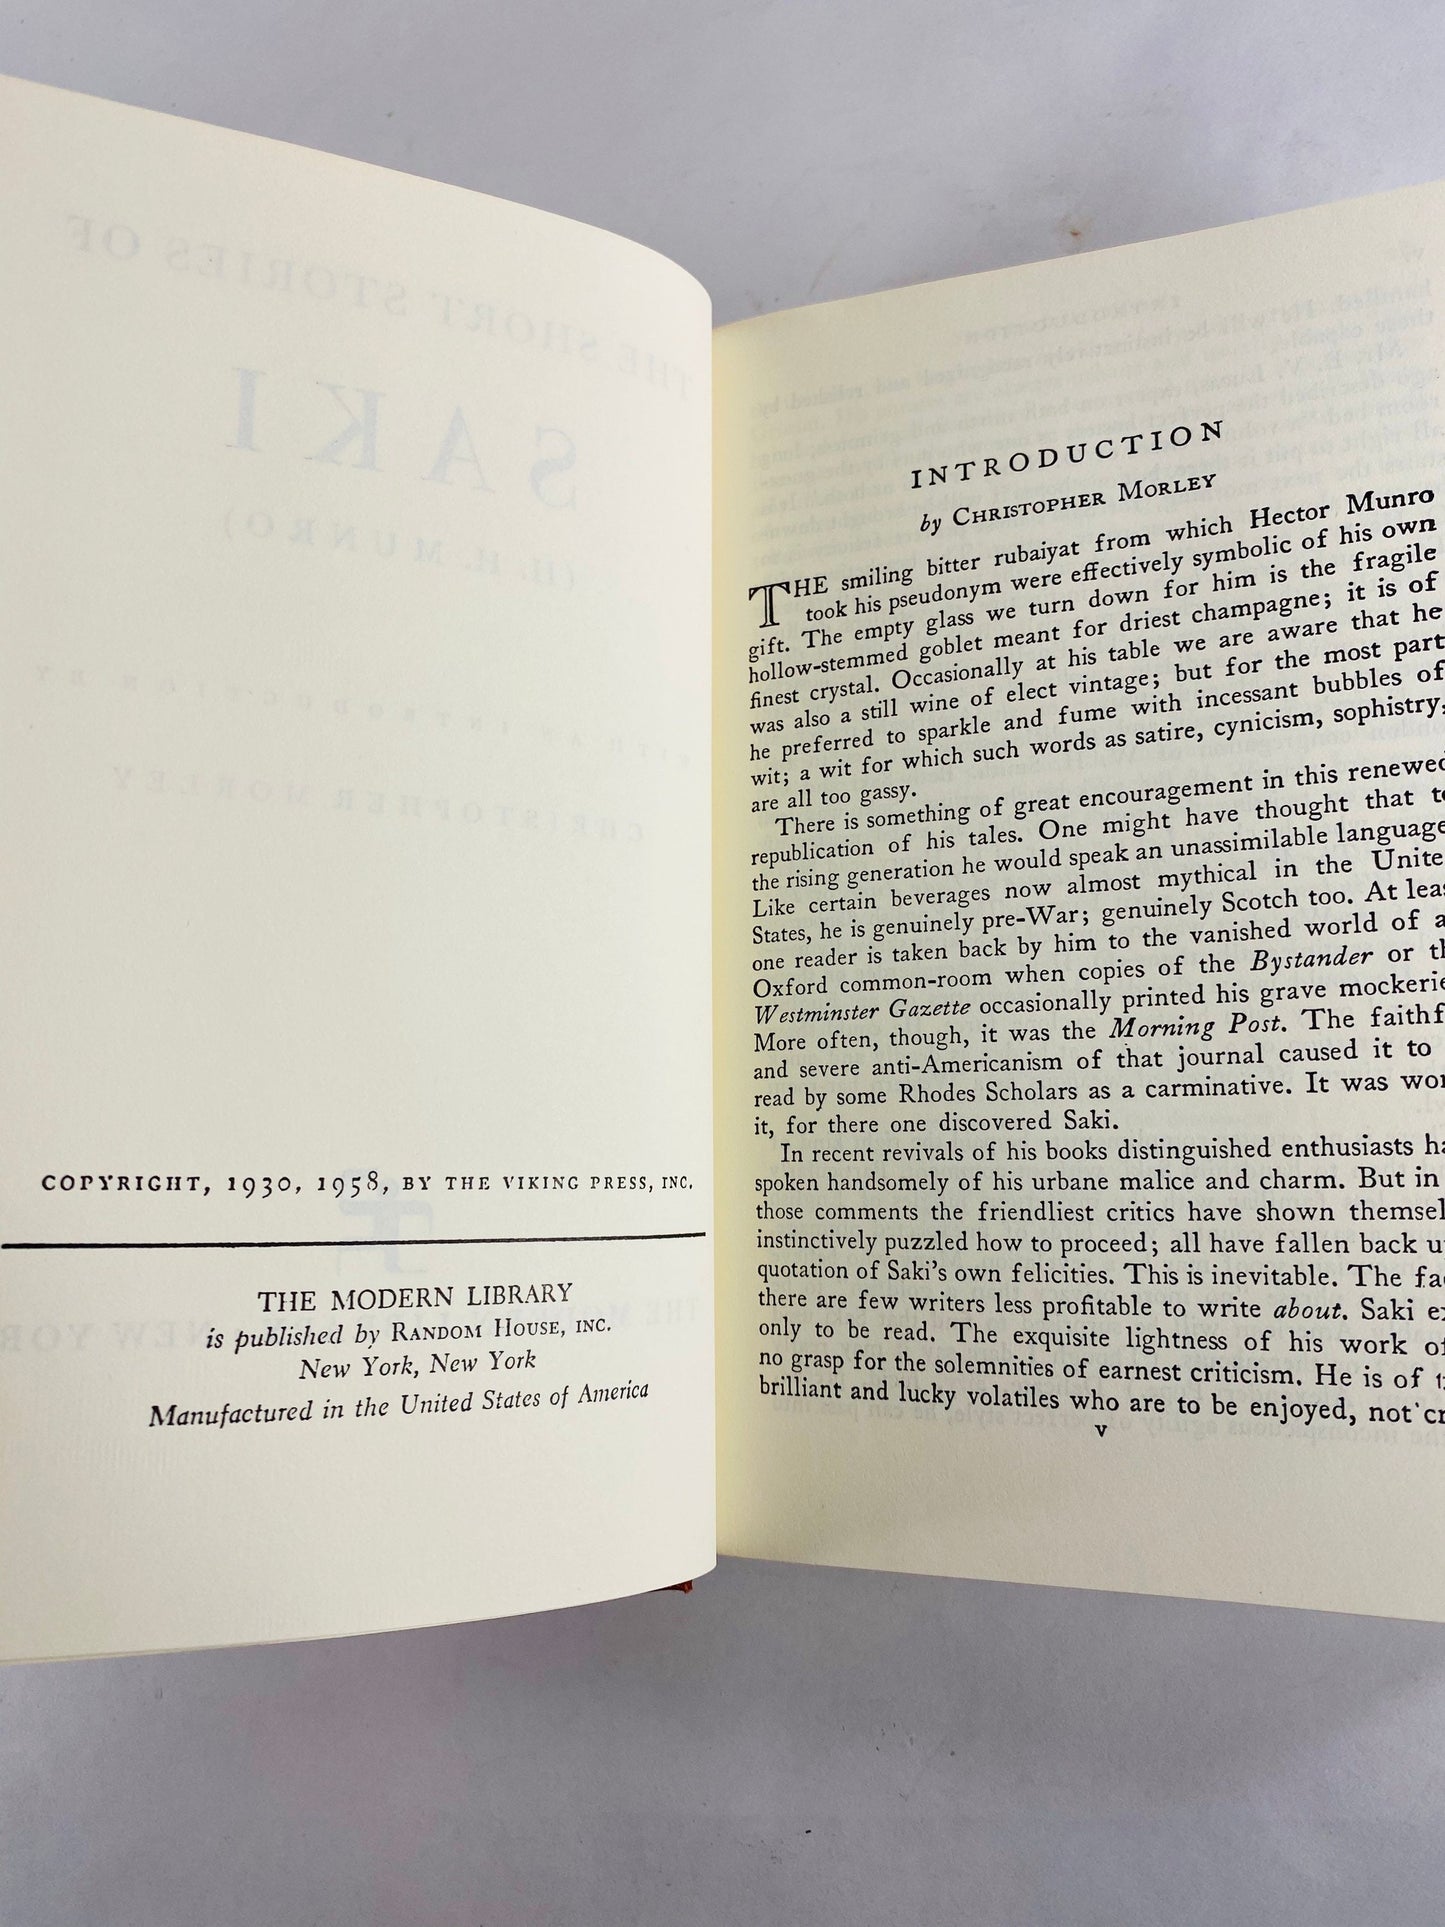 COPYRIGHT, 1930, 1958, BY THE VIKING PRESS, INC.
THE MODERN LIBRARY
is published by RANDOM HOUSE, INC.
New York, New York
Manufactured in the United States of America
INTRODUCTION
by CHRISTOPHER MORLEY
THE smiling bitter rubaiyat from which Hector Munro
took his pseudonym were effectively symbolic of his own
gift. The empty glass we turn down for him is the fragile
hollow-stemmed goblet meant for driest champagne; it is of
finest crystal. Occasionally at his table we are aware that he
was also a still wine of elect vintage; but for the most part
he preferred to sparkle and fume with incessant bubbles of
wit; a wit for which such words as satire, cynicism, sophistry,
are all too gassy.
There is something of great encouragement in this renewed
republication of his tales. One might have thought that to
the rising generation he would speak an unassimilable language.
Like certain beverages now almost mythical in the Unite
States, he is genuinely pre-War; genuinely Scotch too. At leas
one reader is taken back by him to the vanished world of a
Oxford common-room when copies of the Bystander or th
Westminster Gazette occasionally printed his grave mockerie
More often, though, it was the Morning Post. The faithf
and severe anti-Americanism of that journal caused it to
read by some Rhodes Scholars as a carminative. It was wor
it, for there one discovered Saki.
In recent revivals of his books distinguished enthusiasts ha
spoken handsomely of his urbane malice and charm. But in
those comments the friendliest critics have shown themsel
instinctively puzzled how to proceed; all have fallen back u
quotation of Saki's own felicities. This is inevitable. The fa
there are few writers less profitable to write about. Saki ex
only to be read. The exquisite lightness of his work of
no grasp for the solemnities of earnest criticism. He is of
brilliant and lucky volatiles who are to be enjoyed, not cr
v